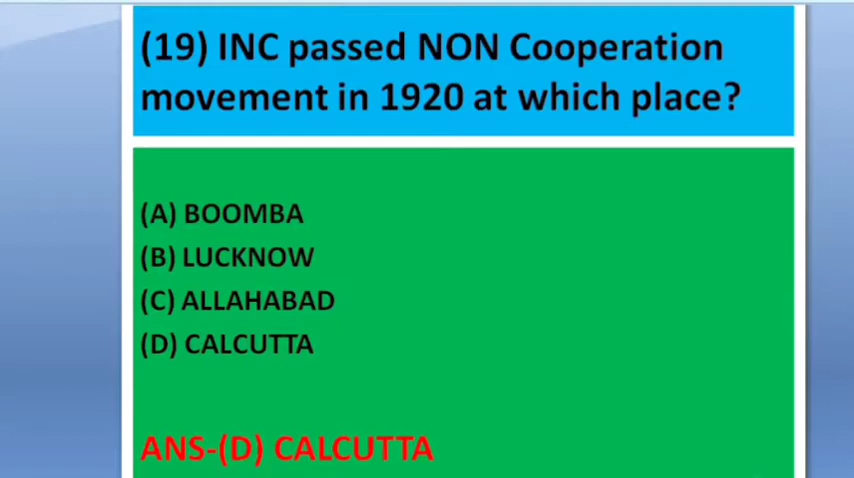 (19) INC passed NON Cooperation
movement in 1920 at which place?
(A) BOOMBA
(B) LUCKNOW
(C) ALLAHABAD
(D) CALCUTTA
ANS-(D) CALCUTTA